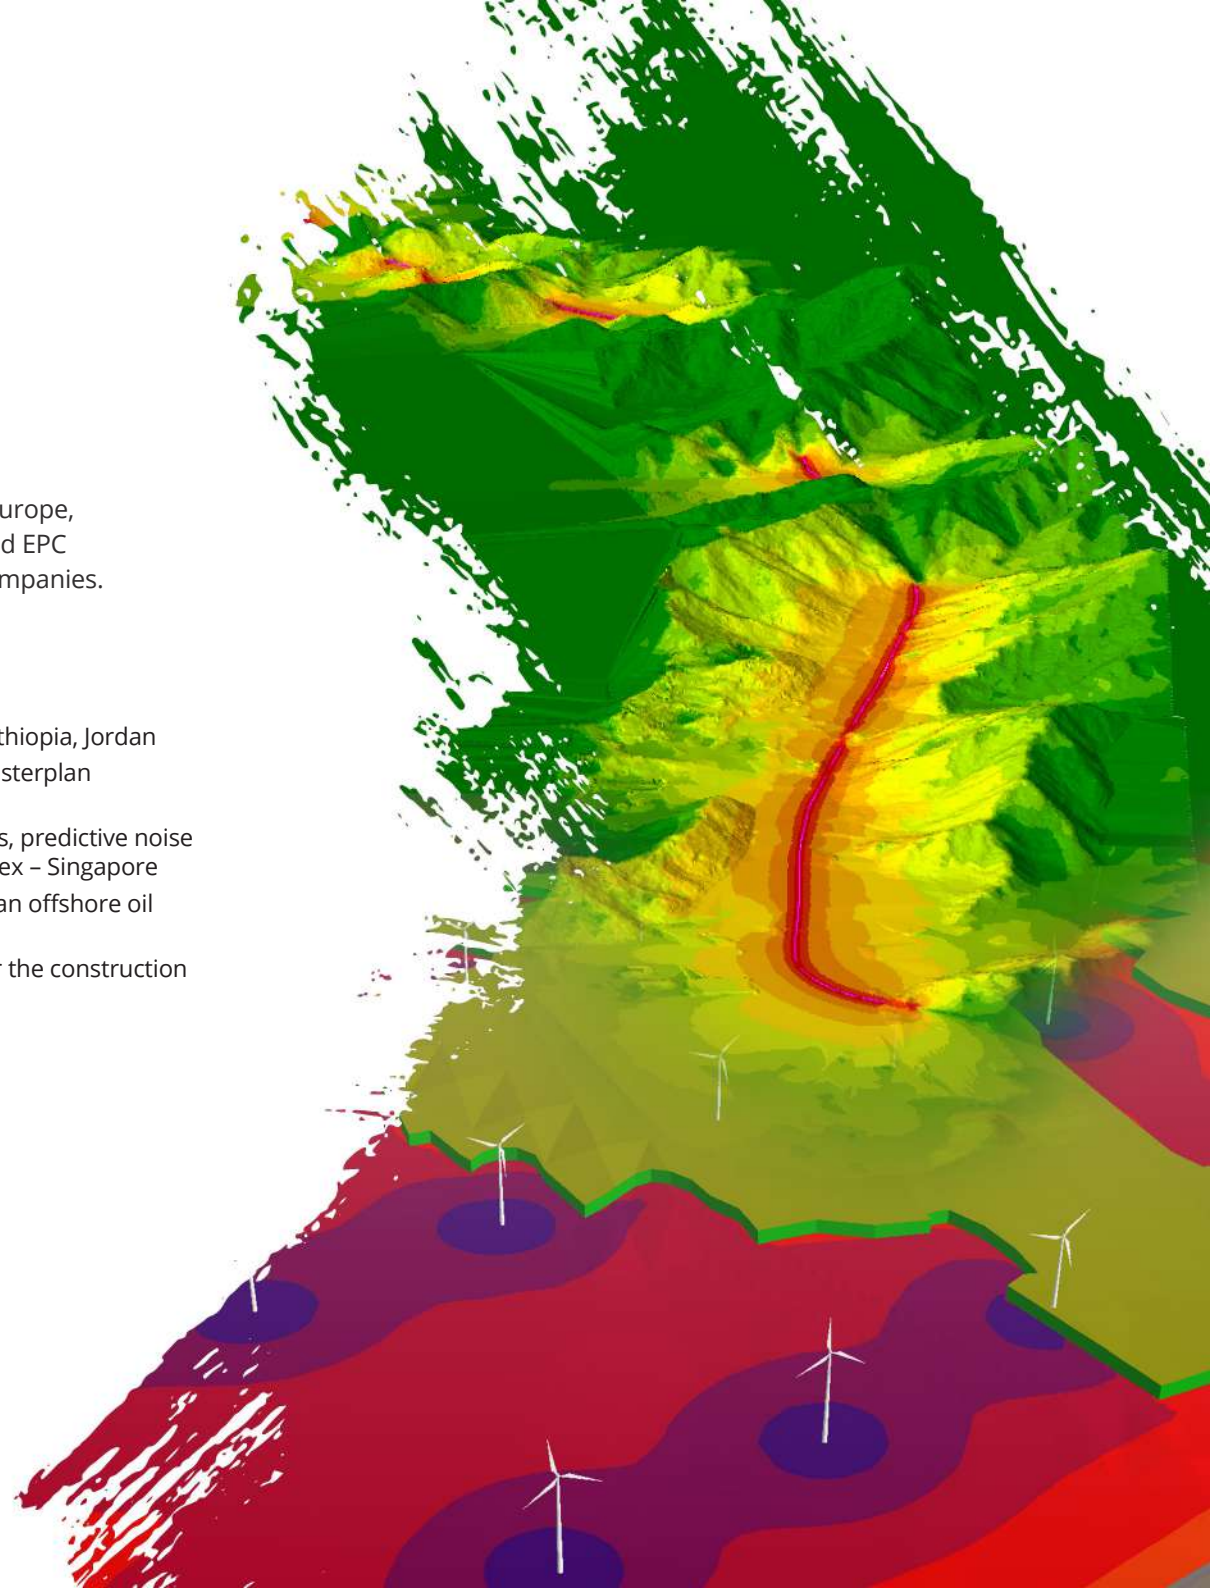 urope,
d EPC
mpanies.
thiopia, Jordan
sterplan
s, predictive noise
ex – Singapore
an offshore oil
r the construction